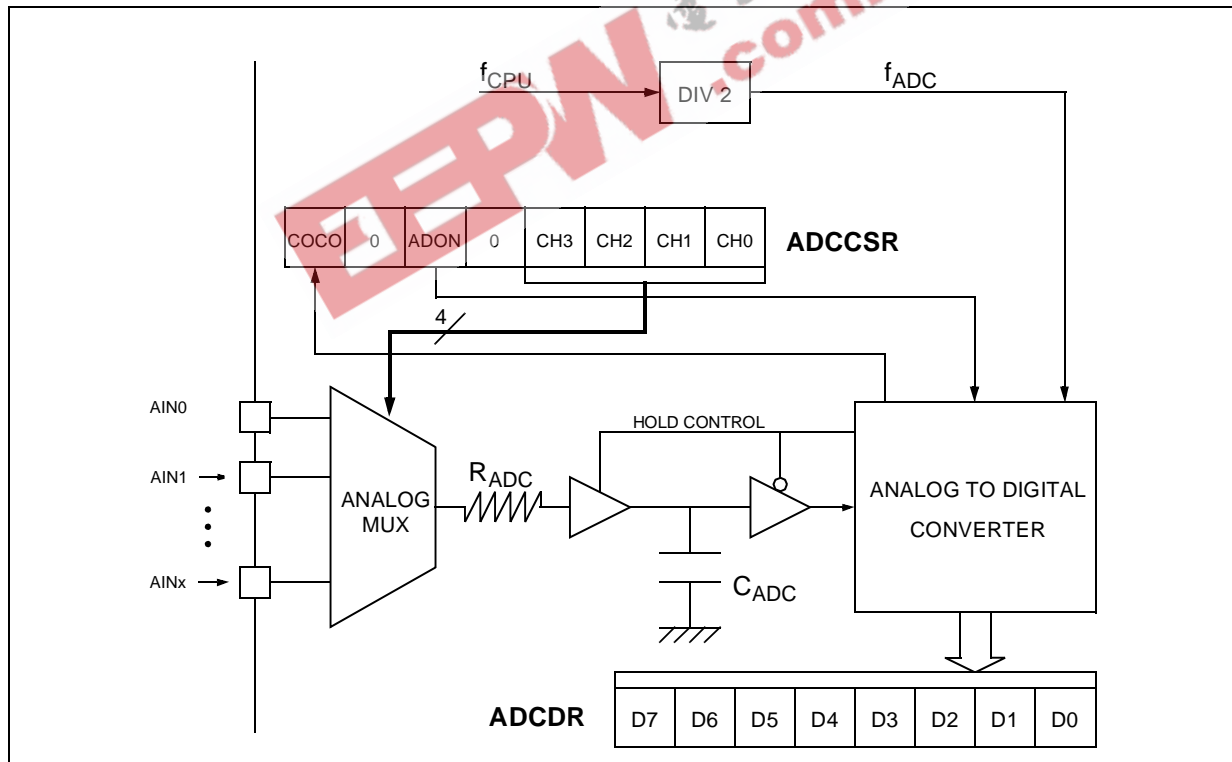 EEPW
.com
fCPU
DIV 2
fADC
COCO 0 ADON 0 CH3 CH2 CH1 CH0 ADCCSR
4
AIN0
HOLD CONTROL
AIN1
RADC
ANALOG
MUX
ANALOG TO DIGITAL
CONVERTER
AINx
CADC
ADCDR D7 D6 D5 D4 D3 D2 D1 D0